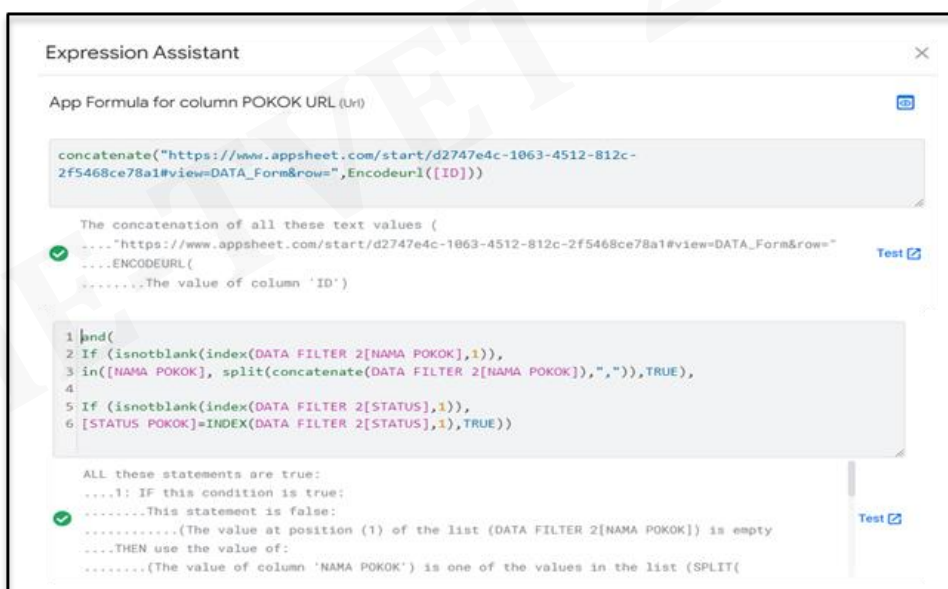 Expression Assistant
App Formula for column POKOK URL (Url)
concatenate("https://www.appsheet.com/start/d2747e4c-1063-4512-812c-
2f5468ce78a1#view=DATA_Form&row=",Encodeurl([ID]))
The concatenation of all these text values (
...."https://www.appsheet.com/start/d2747e4c-1063-4512-812c-2f5468ce78a1#view=DATA_Form&row="
....ENCODEURL(
........The value of column 'ID')
Test
1 and(
2 If (isnotblank(index(DATA FILTER 2[NAMA POKOK],1)),
3 in([NAMA POKOK], split(concatenate(DATA FILTER 2[NAMA POKOK]),",")),TRUE),
4
5 If (isnotblank(index(DATA FILTER 2[STATUS],1)),
6 [STATUS POKOK]=INDEX(DATA FILTER 2[STATUS],1),TRUE))
ALL these statements are true:
....1: IF this condition is true:
........This statement is false:
............(The value at position (1) of the list (DATA FILTER 2[NAMA POKOK]) is empty
....THEN use the value of:
........(The value of column 'NAMA POKOK') is one of the values in the list (SPLIT(
Test